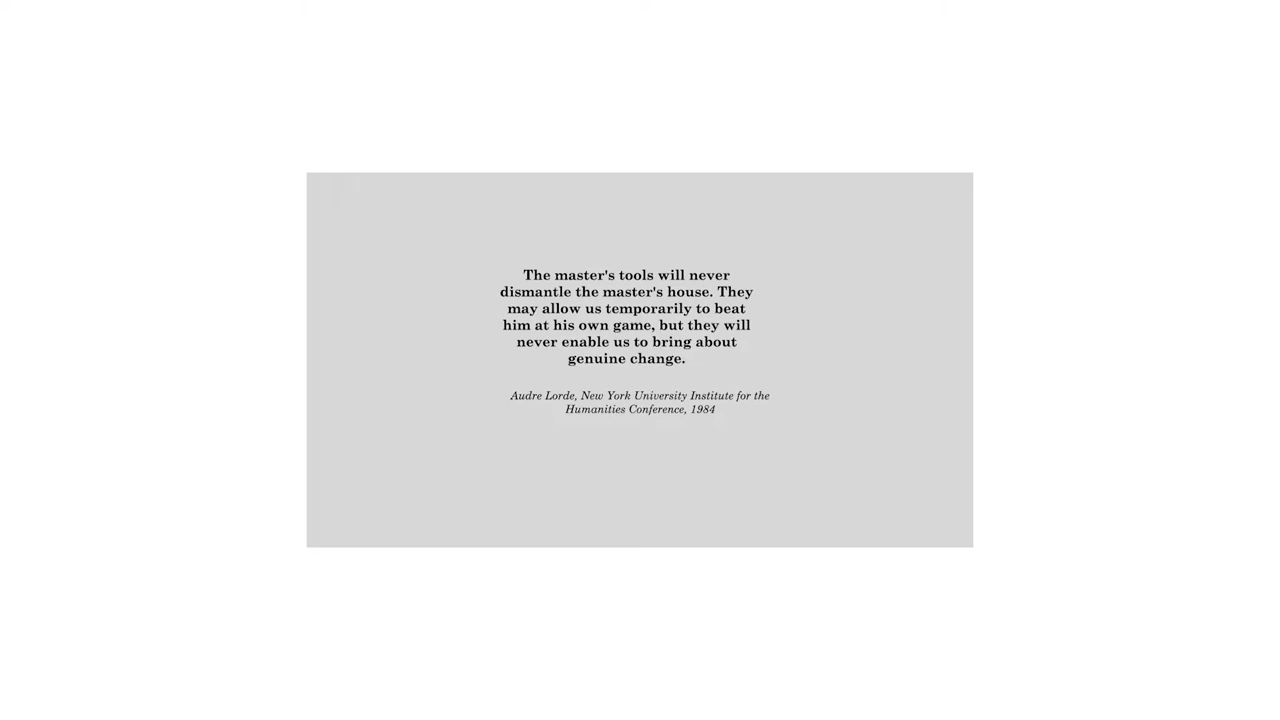 The master's tools will never
dismantle the master's house. They
may allow us temporarily to beat
him at his own game, but they will
never enable us to bring about
genuine change.
Audre Lorde, New York University Institute for the
Humanities Conference, 1984